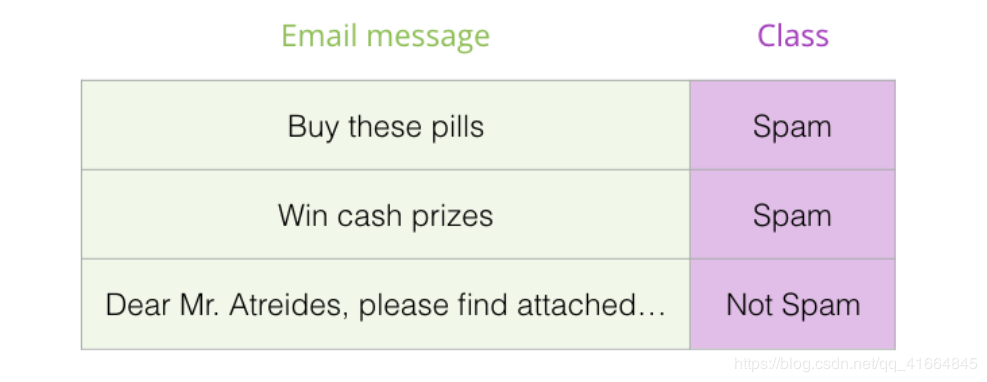 Email message Class
Buy these pills Spam
Win cash prizes Spam
Dear Mr. Atreides, please find attached… Not Spam
https://blog.csdn.net/qq_41664845